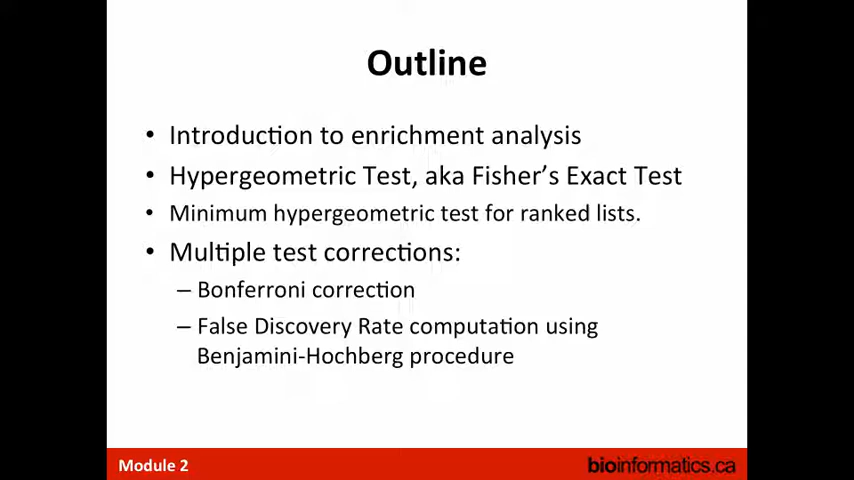 Outline
• Introduction to enrichment analysis
• Hypergeometric Test, aka Fisher's Exact Test
• Minimum hypergeometric test for ranked lists.
• Multiple test corrections:
– Bonferroni correction
– False Discovery Rate computation using
Benjamini-Hochberg procedure
Module 2
bioinformatics.ca